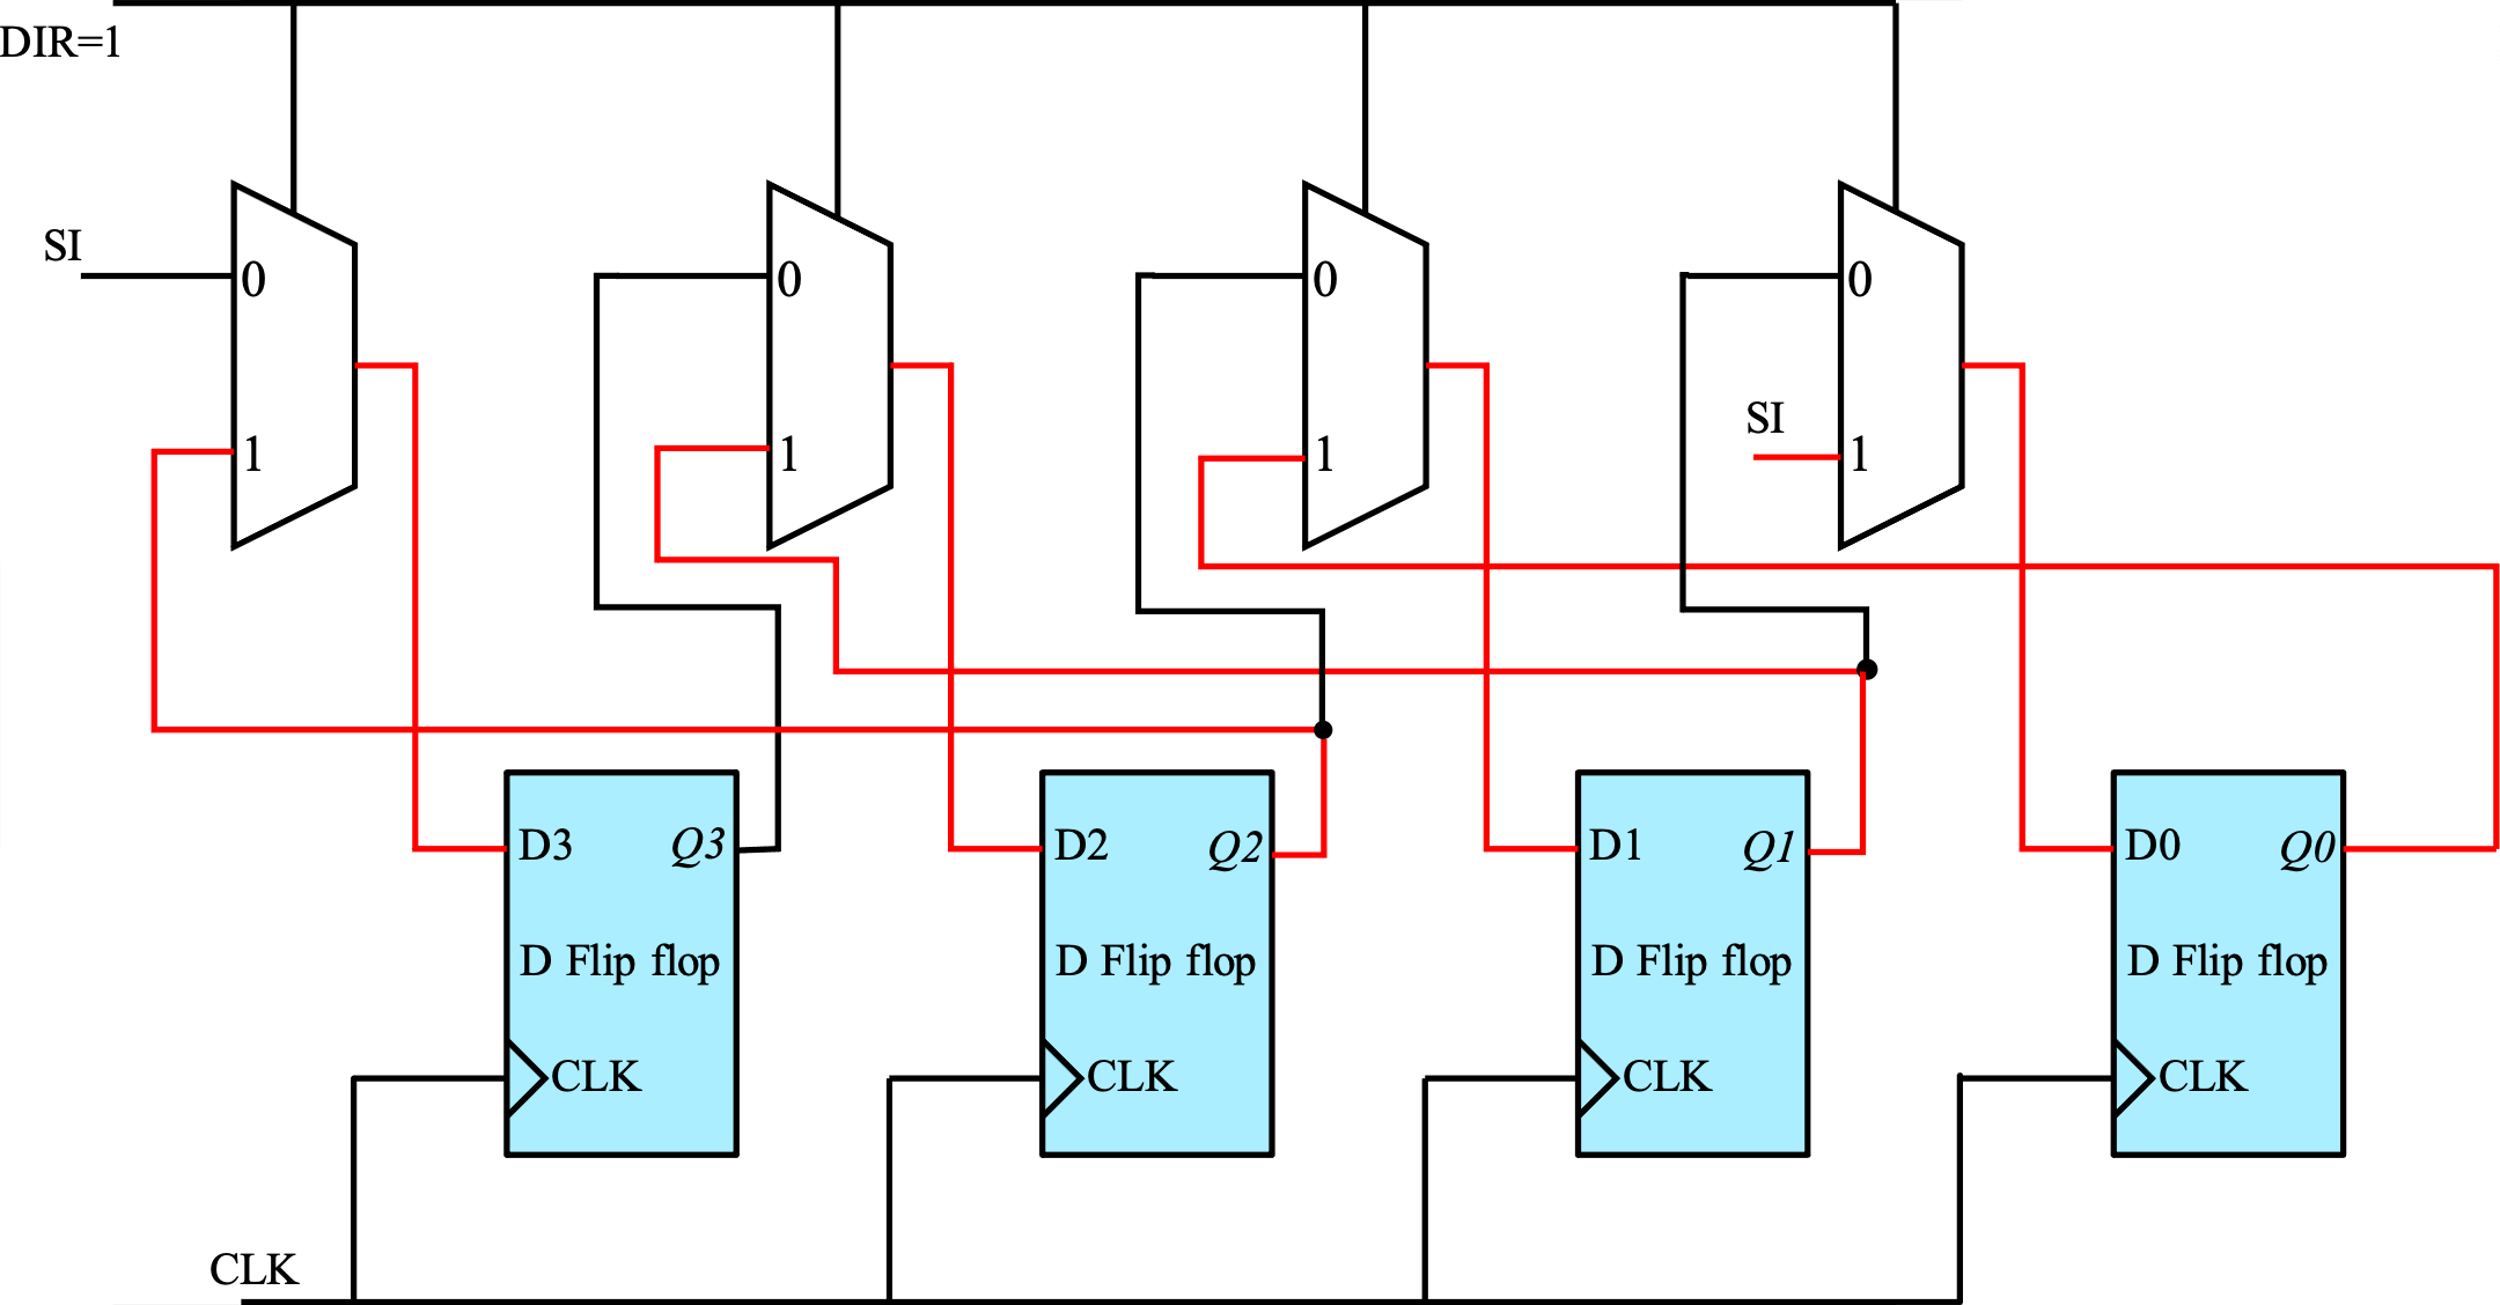 DIR=1
SI
0
0
0
0
SI
1
1
1
1
D3 Q3
D2 Q2
D1 Q1
D0 Q0
D Flip flop
D Flip flop
D Flip flop
D Flip flop
CLK
CLK
CLK
CLK
CLK